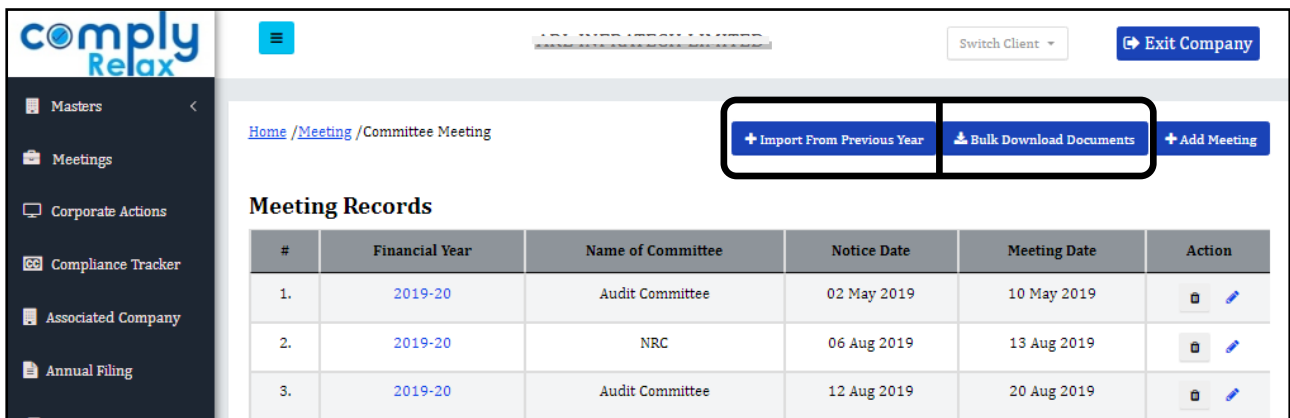 comply
Relax
Switch Client
Exit Company
Masters
Meetings
Corporate Actions
CC Compliance Tracker
Associated Company
Annual Filing
Home /Meeting /Committee Meeting
+ Import From Previous Year
Bulk Download Documents
+ Add Meeting
Meeting Records
# Financial Year Name of Committee Notice Date Meeting Date Action
1. 2019-20 Audit Committee 02 May 2019 10 May 2019
2. 2019-20 NRC 06 Aug 2019 13 Aug 2019
3. 2019-20 Audit Committee 12 Aug 2019 20 Aug 2019